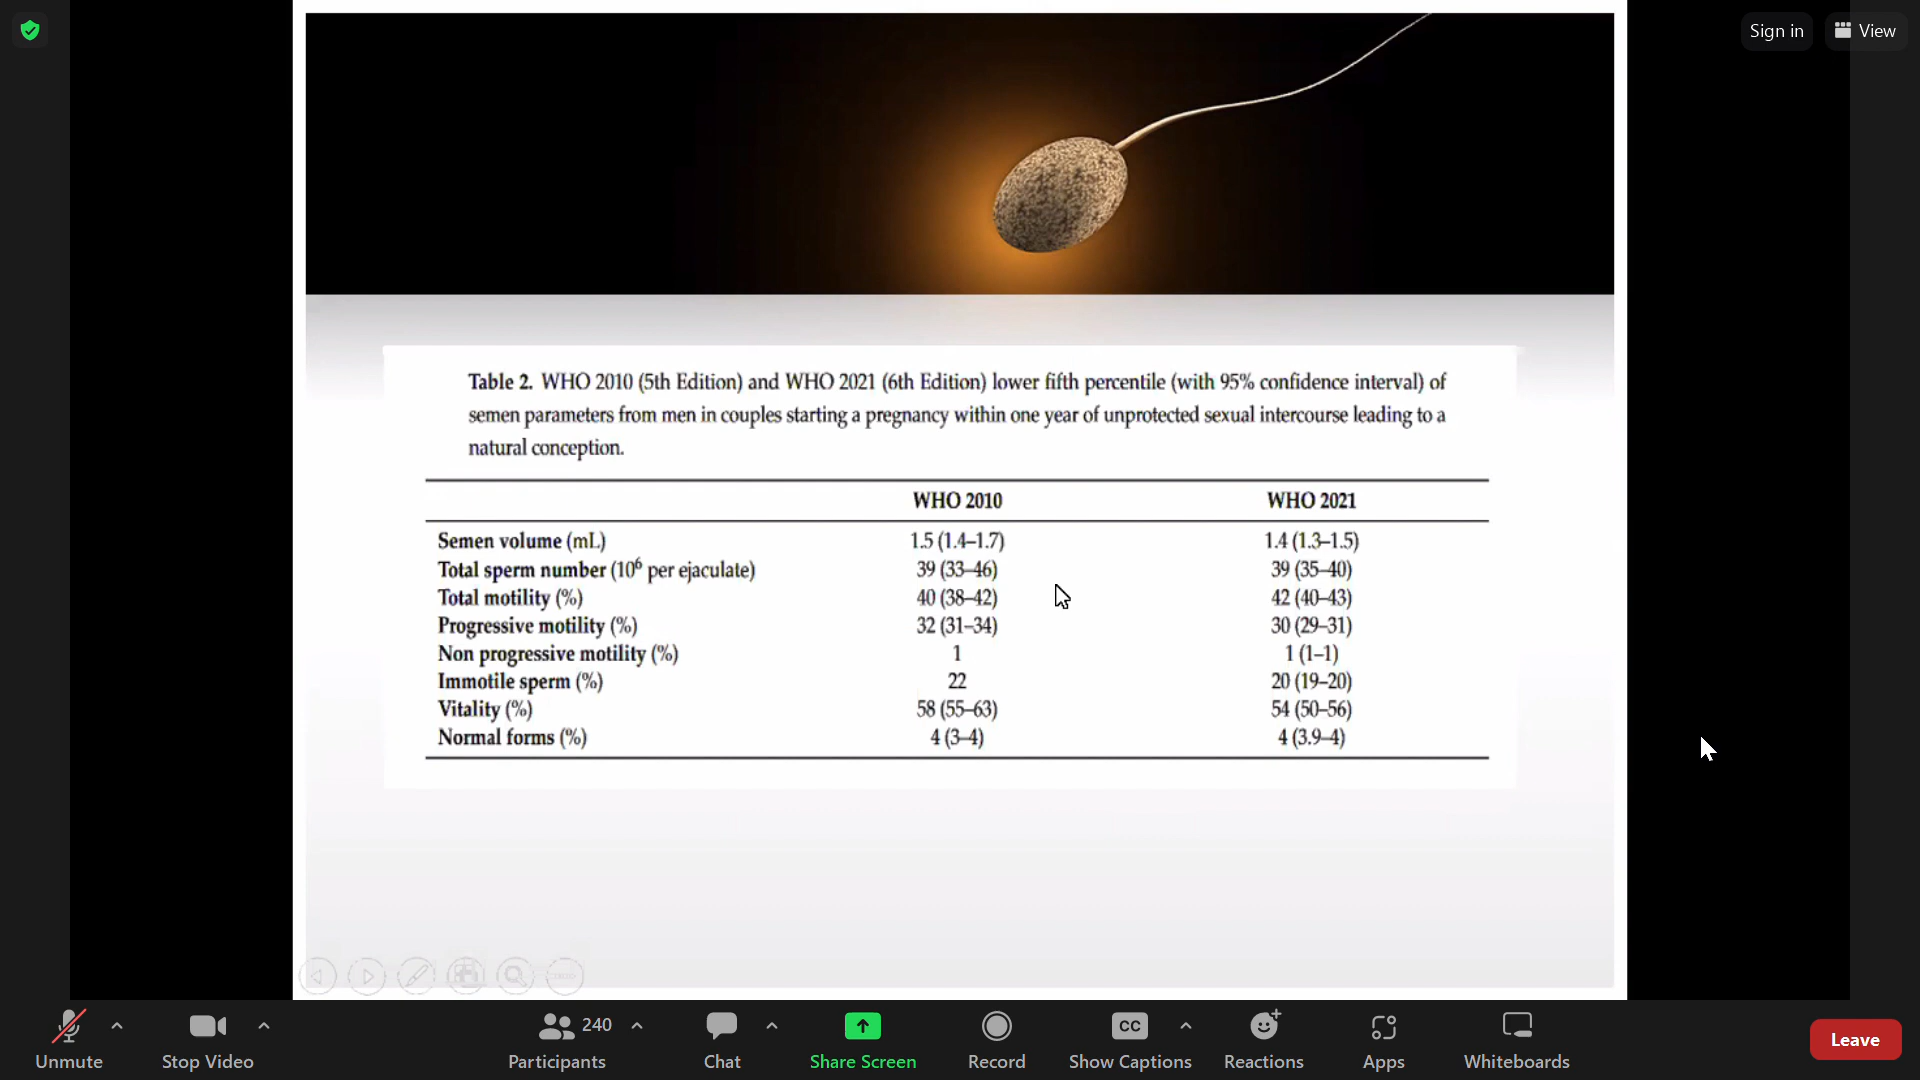 Sign in
View
Table 2. WHO 2010 (5th Edition) and WHO 2021 (6th Edition) lower fifth percentile (with 95% confidence interval) of
semen parameters from men in couples starting a pregnancy within one year of unprotected sexual intercourse leading to a
natural conception.
WHO 2010 WHO 2021
Semen volume (mL) 1.5 (1.4–1.7) 1.4 (1.3–1.5)
Total sperm number (10⁶ per ejaculate) 39 (33–46) 39 (35–40)
Total motility (%) 40 (38–42) 42 (40–43)
Progressive motility (%) 32 (31–34) 30 (29–31)
Non progressive motility (%) 1 1 (1–1)
Immotile sperm (%) 22 20 (19–20)
Vitality (%) 58 (55–63) 54 (50–56)
Normal forms (%) 4 (3–4) 4 (3.9–4)
240
CC
Unmute Stop Video Participants Chat Share Screen Record Show Captions Reactions Apps Whiteboards Leave